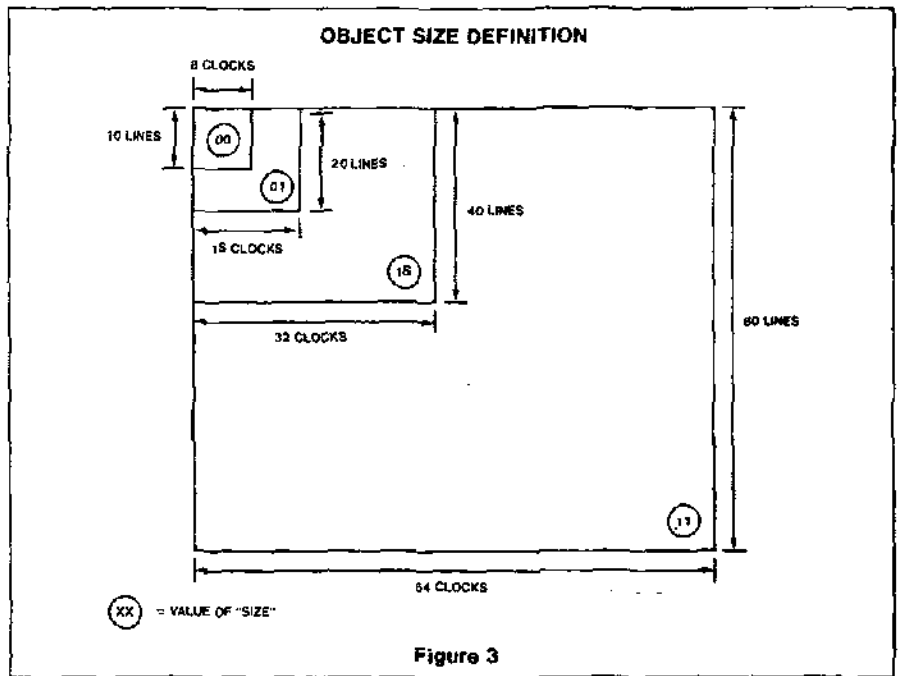 OBJECT SIZE DEFINITION
8 CLOCKS
10 LINES
00
20 LINES
01
40 LINES
16 CLOCKS
10
32 CLOCKS
80 LINES
11
64 CLOCKS
XX = VALUE OF "SIZE"
Figure 3